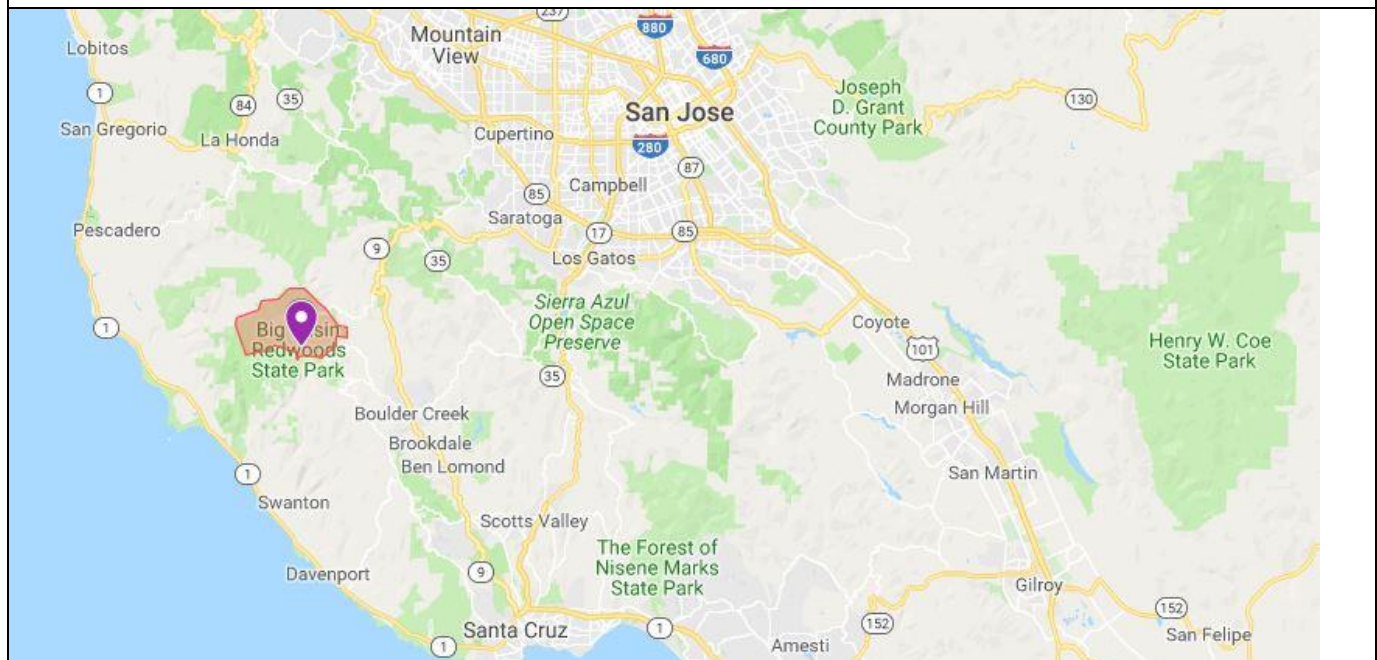 237
880
Lobitos
Mountain
View
680
Joseph
D. Grant
County Park
1
84
35
130
San Jose
San Gregorio
La Honda
Cupertino
280
87
Campbell
85
Saratoga
Pescadero
17
85
9
35
Los Gatos
Sierra Azul
Open Space
Preserve
1
Big
sin
Redwoods
State Park
Coyote
101
Henry W. Coe
State Park
35
Madrone
Morgan Hill
Boulder Creek
Brookdale
Ben Lomond
1
San Martin
Swanton
Scotts Valley
The Forest of
Nisene Marks
State Park
Davenport
9
Gilroy
152
152
Santa Cruz
1
San Felipe
1
Amesti